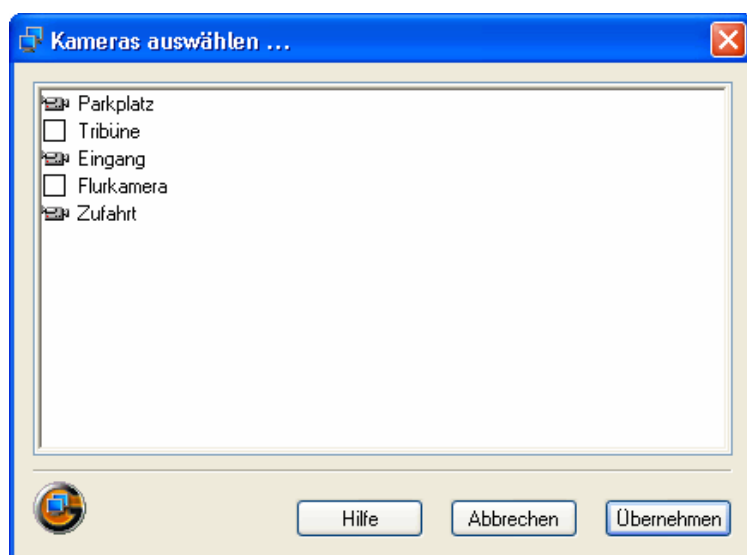 Kameras auswählen ...
Parkplatz
Tribüne
Eingang
Flurkamera
Zufahrt
Hilfe
Abbrechen
Übernehmen